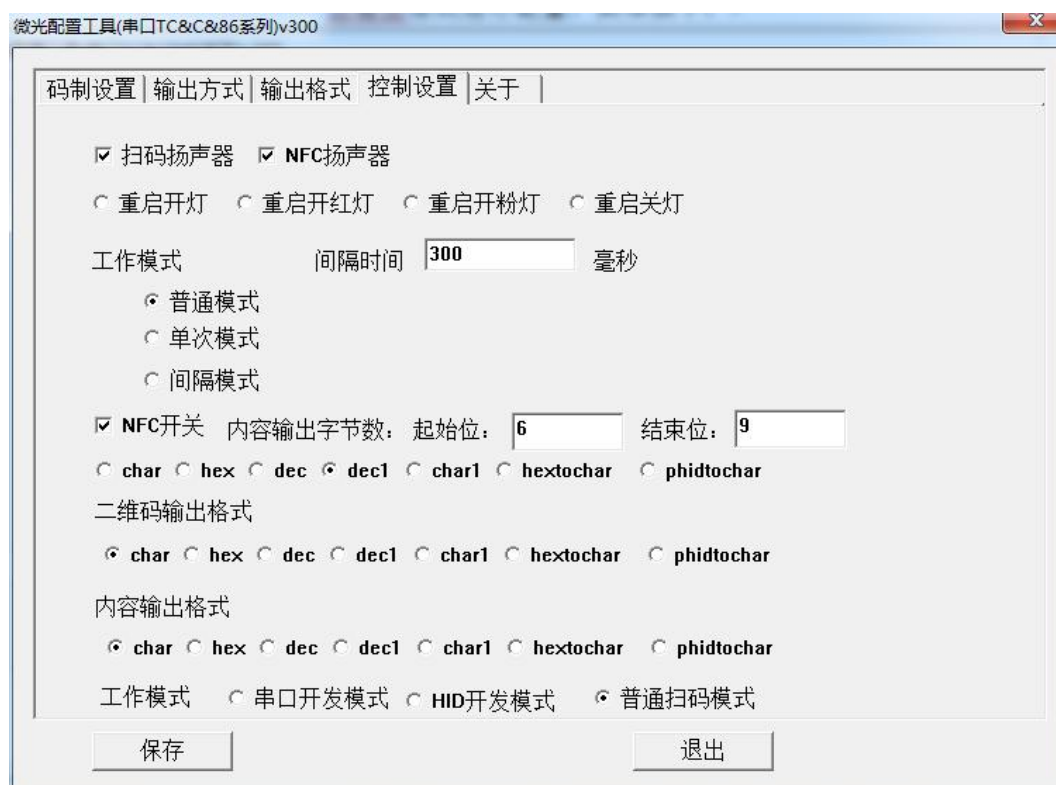 微光配置工具(串口TC&C&86系列)v300
码制设置 输出方式 输出格式 控制设置 关于
扫码扬声器 NFC扬声器
重启开灯 重启开红灯 重启开粉灯 重启关灯
工作模式 间隔时间 300 毫秒
普通模式
单次模式
间隔模式
NFC开关 内容输出字节数: 起始位: 6 结束位: 9
char hex dec dec1 char1 hextochar phidtochar
二维码输出格式
char hex dec dec1 char1 hextochar phidtochar
内容输出格式
char hex dec dec1 char1 hextochar phidtochar
工作模式 串口开发模式 HID开发模式 普通扫码模式
保存 退出